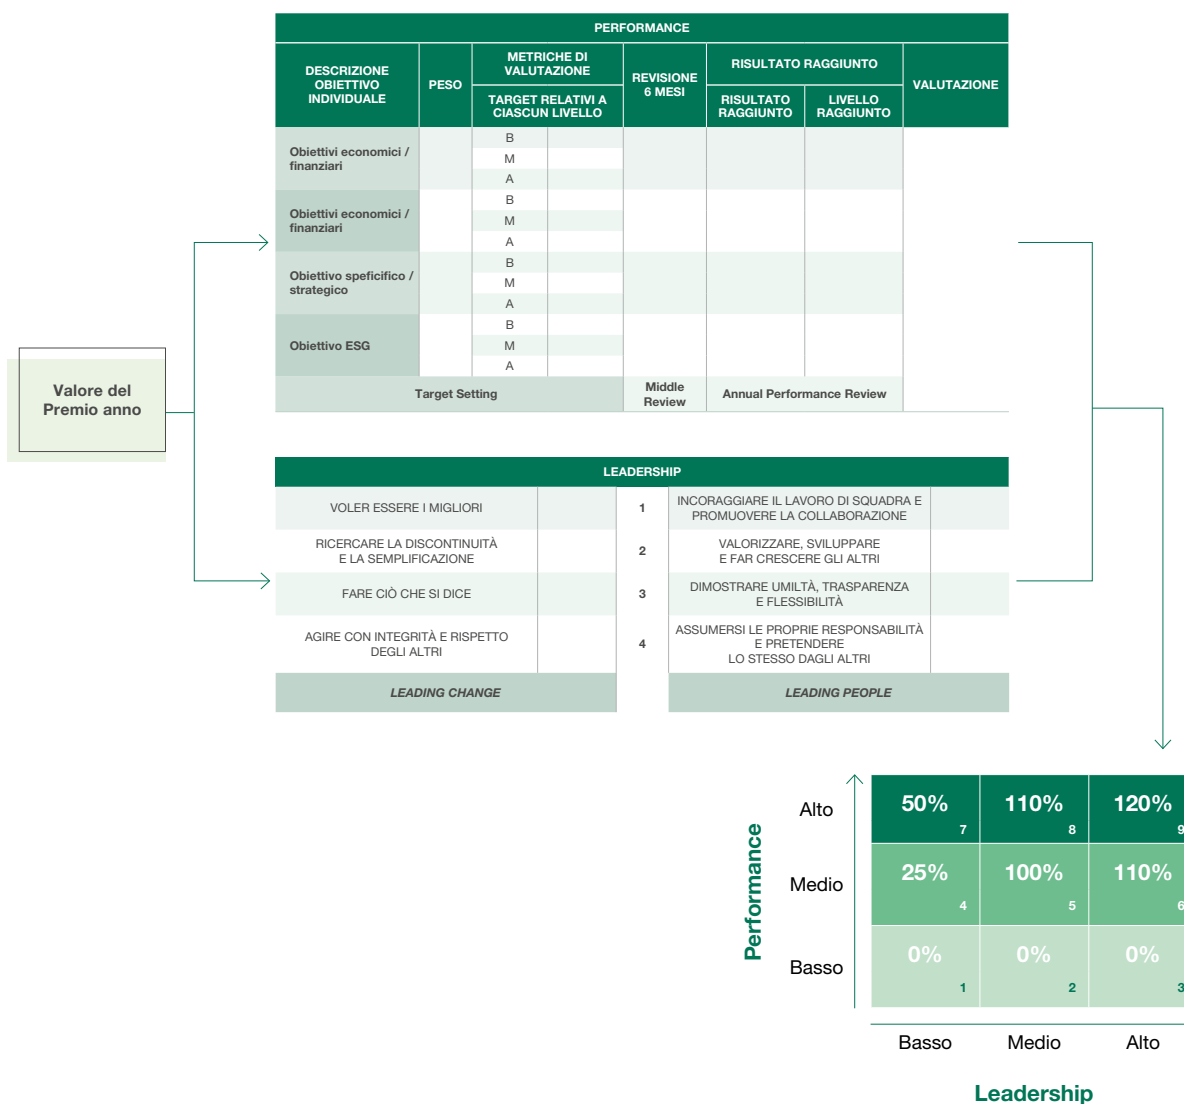 PERFORMANCE
DESCRIZIONE
OBIETTIVO
INDIVIDUALE
PESO
METRICHE DI
VALUTAZIONE
TARGET RELATIVI A
CIASCUN LIVELLO
REVISIONE
6 MESI
RISULTATO RAGGIUNTO
RISULTATO
RAGGIUNTO
LIVELLO
RAGGIUNTO
VALUTAZIONE
Obiettivi economici /
finanziari
B
M
A
Obiettivi economici /
finanziari
B
M
A
Obiettivo speficifico /
strategico
B
M
A
Obiettivo ESG
B
M
A
Target Setting
Middle
Review
Annual Performance Review
Valore del
Premio anno
LEADERSHIP
VOLER ESSERE I MIGLIORI
1
INCORAGGIARE IL LAVORO DI SQUADRA E
PROMUOVERE LA COLLABORAZIONE
RICERCARE LA DISCONTINUITÀ
E LA SEMPLIFICAZIONE
2
VALORIZZARE, SVILUPPARE
E FAR CRESCERE GLI ALTRI
FARE CIÒ CHE SI DICE
3
DIMOSTRARE UMILTÀ, TRASPARENZA
E FLESSIBILITÀ
AGIRE CON INTEGRITÀ E RISPETTO
DEGLI ALTRI
4
ASSUMERSI LE PROPRIE RESPONSABILITÀ
E PRETENDERE
LO STESSO DAGLI ALTRI
LEADING CHANGE
LEADING PEOPLE
Performance
Alto
50%
7
110%
8
120%
9
Medio
25%
4
100%
5
110%
6
Basso
0%
1
0%
2
0%
3
Basso
Medio
Alto
Leadership